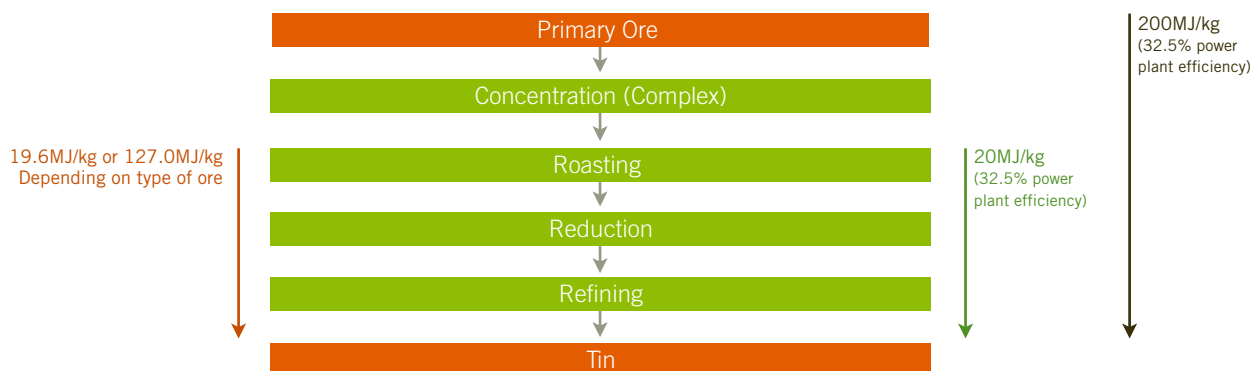 Primary Ore
200MJ/kg
(32.5% power
plant efficiency)
Concentration (Complex)
19.6MJ/kg or 127.0MJ/kg
Depending on type of ore
Roasting
20MJ/kg
(32.5% power
plant efficiency)
Reduction
Refining
Tin